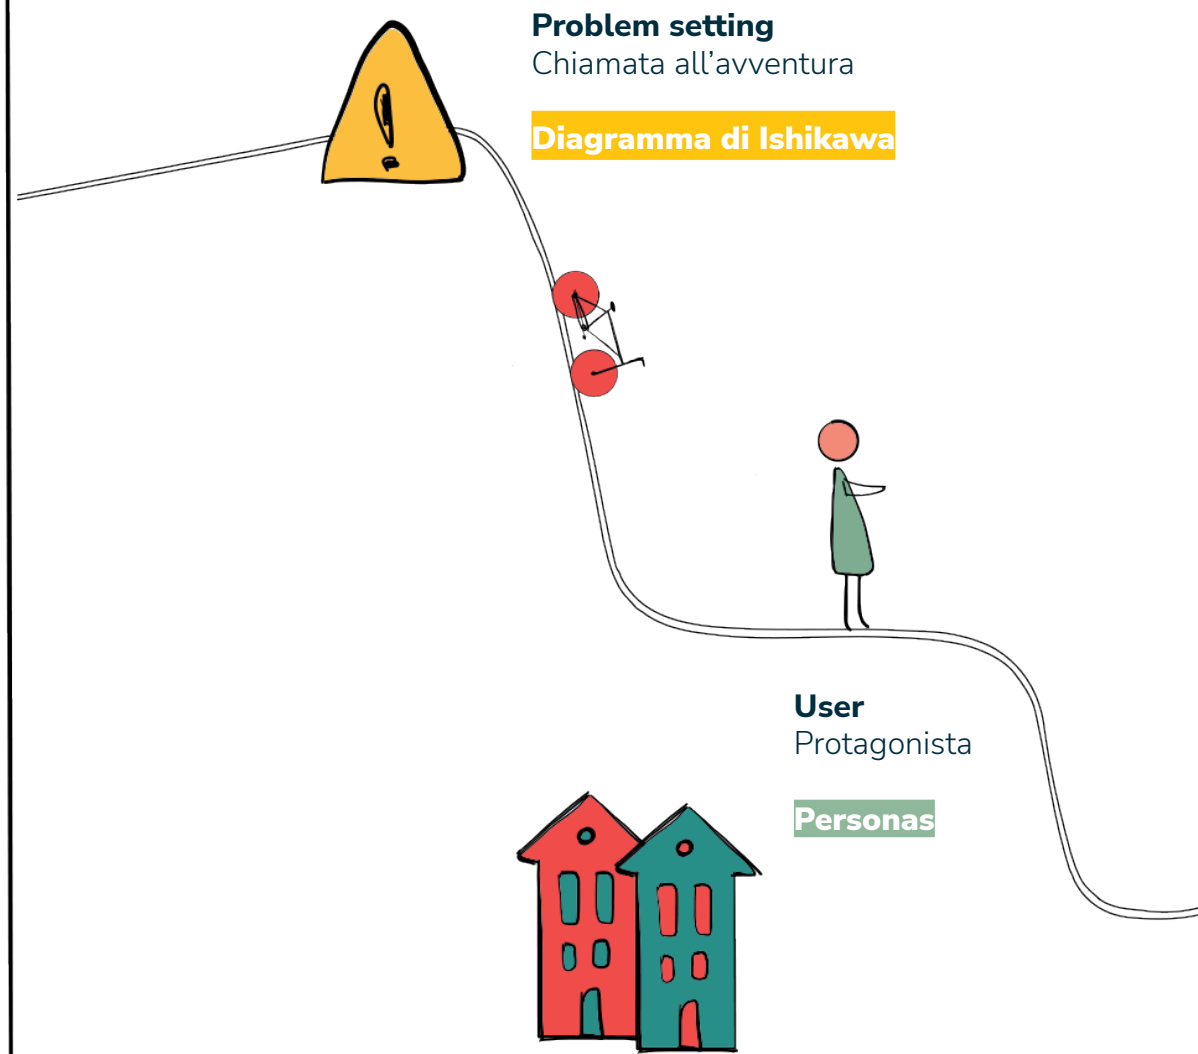 Problem setting
Chiamata all’avventura
Diagramma di Ishikawa
!
User
Protagonista
Personas